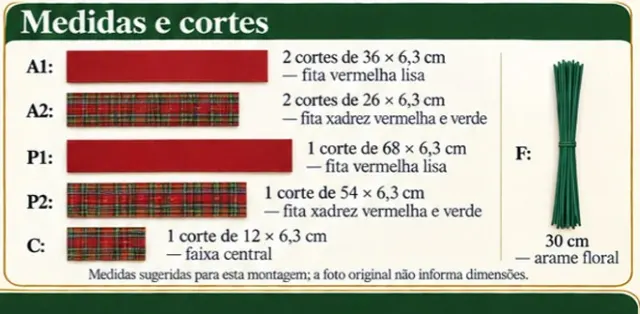 Medidas e cortes
A1:
2 cortes de 36 × 6,3 cm
— fita vermelha lisa
A2:
2 cortes de 26 × 6,3 cm
— fita xadrez vermelha e verde
P1:
1 corte de 68 × 6,3 cm
— fita vermelha lisa
P2:
1 corte de 54 × 6,3 cm
— fita xadrez vermelha e verde
C:
1 corte de 12 × 6,3 cm
— faixa central
F:
30 cm
— arame floral
Medidas sugeridas para esta montagem; a foto original não informa dimensões.